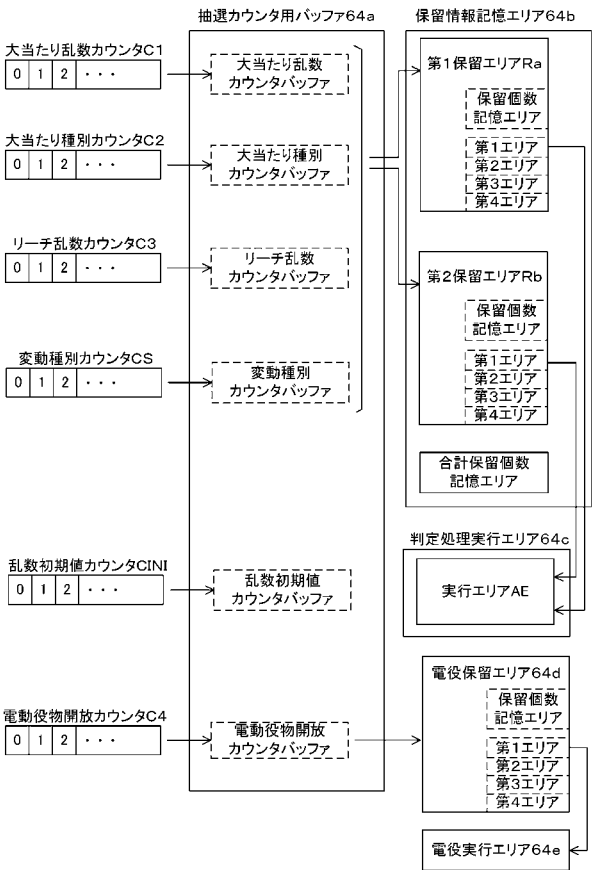 抽選カウンタ用バッファ64a
保留情報記憶エリア64b
大当たり乱数カウンタC1
0 1 2 ・・・
大当たり乱数
カウンタバッファ
大当たり種別カウンタC2
0 1 2 ・・・
大当たり種別
カウンタバッファ
リーチ乱数カウンタC3
0 1 2 ・・・
リーチ乱数
カウンタバッファ
変動種別カウンタCS
0 1 2 ・・・
変動種別
カウンタバッファ
乱数初期値カウンタCINI
0 1 2 ・・・
乱数初期値
カウンタバッファ
電動役物開放カウンタC4
0 1 2 ・・・
電動役物開放
カウンタバッファ
第1保留エリアRa
保留個数
記憶エリア
第1エリア
第2エリア
第3エリア
第4エリア
第2保留エリアRb
保留個数
記憶エリア
第1エリア
第2エリア
第3エリア
第4エリア
合計保留個数
記憶エリア
判定処理実行エリア64c
実行エリアAE
電役保留エリア64d
保留個数
記憶エリア
第1エリア
第2エリア
第3エリア
第4エリア
電役実行エリア64e